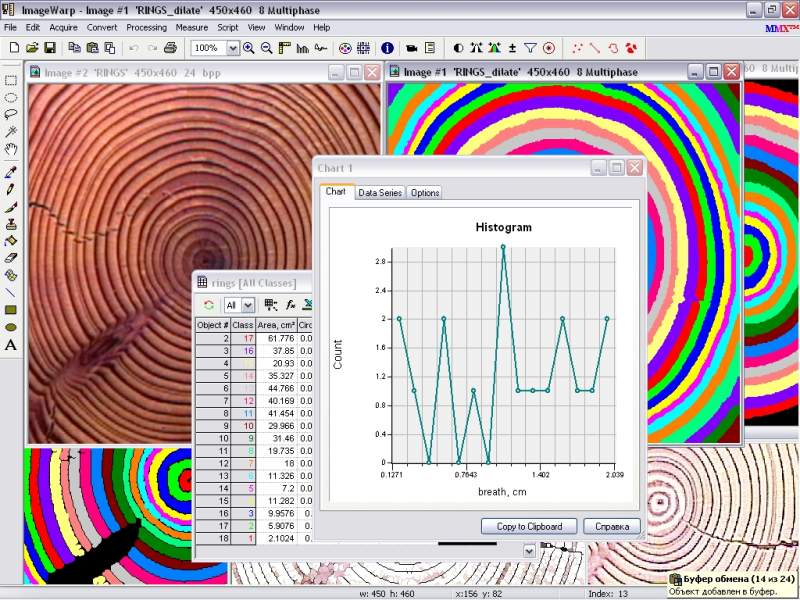 ImageWarp - Image #1 'RINGS_dilate' 450x460 8 Multiphase
File Edit Acquire Convert Processing Measure Script View Window Help
MMX™
100%
Image #2 'RINGS' 450x460 24 bpp
Image #1 'RINGS_dilate' 450x460 8 Multiphase
Multip
Chart 1
Chart Data Series Options
Histogram
2.8
2.4
2
1.6
1.2
0.8
0.4
0
Count
0.1271 0.7643 1.402 2.039
breath, cm
Copy to Clipboard Справка
rings [All Classes]
All
Object # Class Area, cm² Circ
2 17 61.776 0.0
3 16 37.85 0.0
4 20.93 0.0
5 14 35.327 0.0
6 44.766 0.0
7 12 40.169 0.0
8 11 41.454 0.0
9 10 29.966 0.0
10 9 31.46 0.0
11 8 19.735 0.0
12 7 18 0.0
13 6 11.326 0.0
14 5 7.2 0.0
15 11.282 0.0
16 3 9.9576 0.
17 2 5.9076 0.
18 1 2.1024 0.
Буфер обмена (14 из 24)
Объект добавлен в буфер.
w: 450 h: 460 x:156 y: 82 Index: 13
A